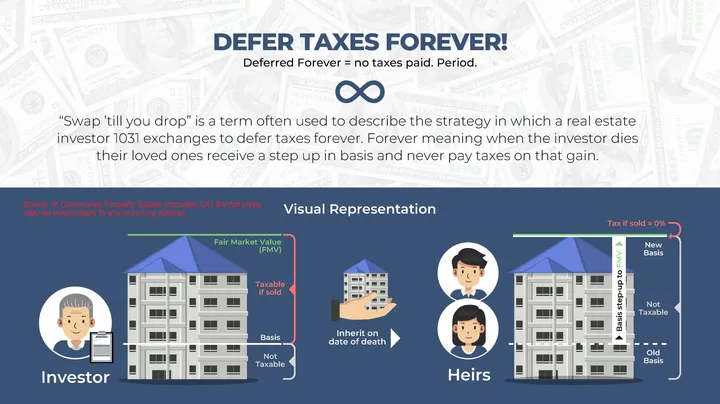 DEFER TAXES FOREVER!
Deferred Forever = no taxes paid. Period.
“Swap ’till you drop” is a term often used to describe the strategy in which a real estate
investor 1031 exchanges to defer taxes forever. Forever meaning when the investor dies
their loved ones receive a step up in basis and never pay taxes on that gain.
Visual Representation
Fair Market Value
(FMV)
Taxable
if sold
Basis
Not
Taxable
Investor
Inherit on
date of death
Heirs
Tax if sold = 0%
New
Basis
Basis step-up to FMV
Not
Taxable
Old
Basis